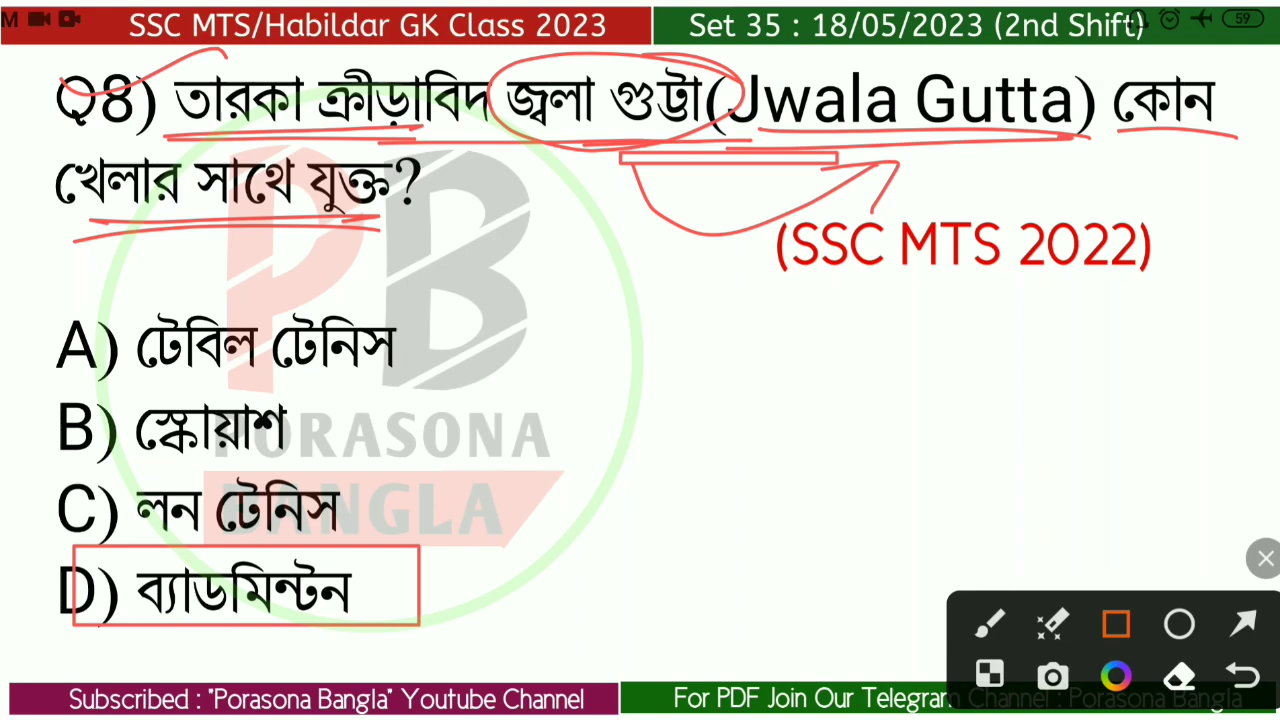 M
59
SSC MTS/Habildar GK Class 2023
Set 35 : 18/05/2023 (2nd Shift)
Q8) তারকা ক্রীড়াবিদ জ্বলা গুট্টা(Jwala Gutta) কোন
খেলার সাথে যুক্ত?
(SSC MTS 2022)
A) টেবিল টেনিস
B) স্কোয়াশ
C) লন টেনিস
D) ব্যাডমিন্টন
PB
PORASONA
BANGLA
Subscribed : "Porasona Bangla" Youtube Channel
For PDF Join Our Telegram Channel : Porasona Bangla